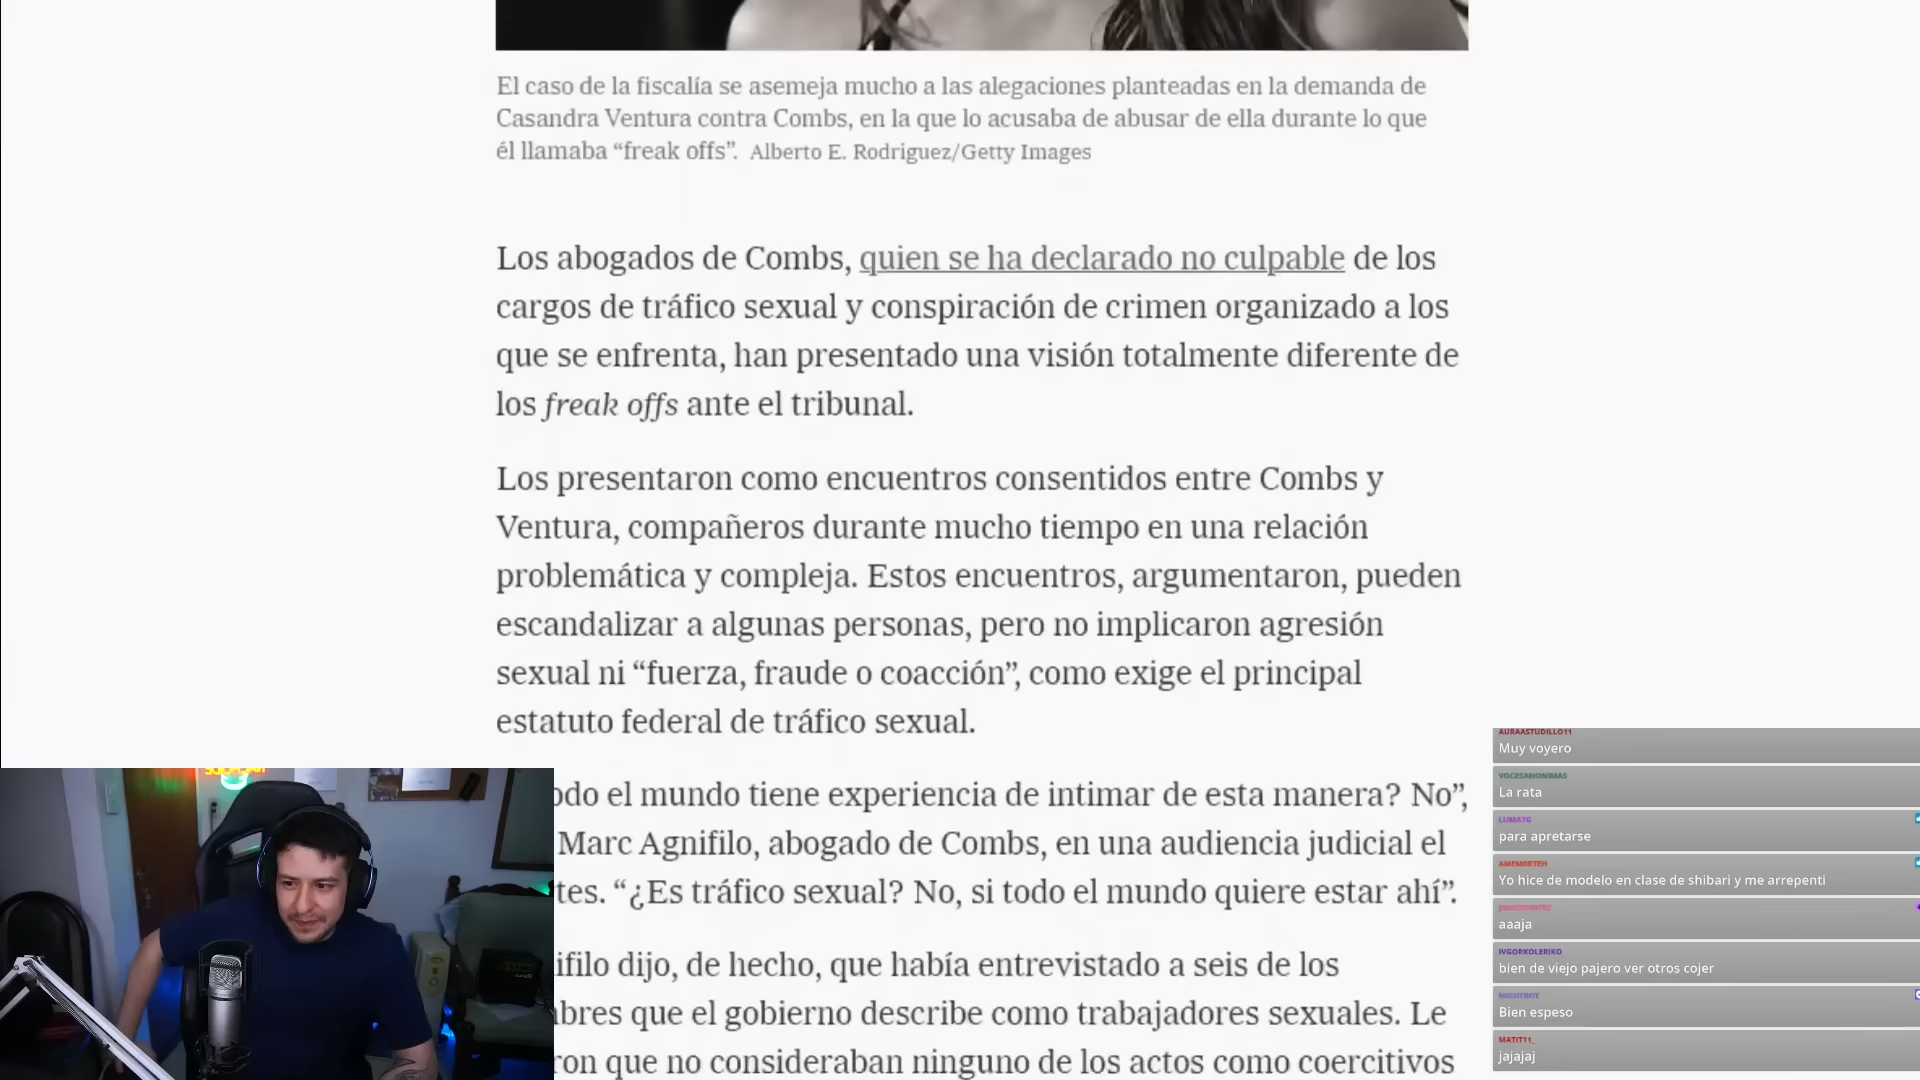 El caso de la fiscalía se asemeja mucho a las alegaciones planteadas en la demanda de
Casandra Ventura contra Combs, en la que lo acusaba de abusar de ella durante lo que
él llamaba “freak offs”. Alberto E. Rodriguez/Getty Images
Los abogados de Combs, quien se ha declarado no culpable de los
cargos de tráfico sexual y conspiración de crimen organizado a los
que se enfrenta, han presentado una visión totalmente diferente de
los freak offs ante el tribunal.
Los presentaron como encuentros consentidos entre Combs y
Ventura, compañeros durante mucho tiempo en una relación
problemática y compleja. Estos encuentros, argumentaron, pueden
escandalizar a algunas personas, pero no implicaron agresión
sexual ni “fuerza, fraude o coacción”, como exige el principal
estatuto federal de tráfico sexual.
odo el mundo tiene experiencia de intimar de esta manera? No”,
Marc Agnifilo, abogado de Combs, en una audiencia judicial el
tes. “¿Es tráfico sexual? No, si todo el mundo quiere estar ahí”.
ifilo dijo, de hecho, que había entrevistado a seis de los
bres que el gobierno describe como trabajadores sexuales. Le
ron que no consideraban ninguno de los actos como coercitivos
AURAASTUDILLO11
Muy voyero
VOCESANONIMAS
La rata
LUMA7G
para apretarse
Yo hice de modelo en clase de shibari y me arrepenti
aaaja
IVGORKOLERIKO
bien de viejo pajero ver otros cojer
NIGHTBOT
Bien espeso
MATIT11_
jajajaj